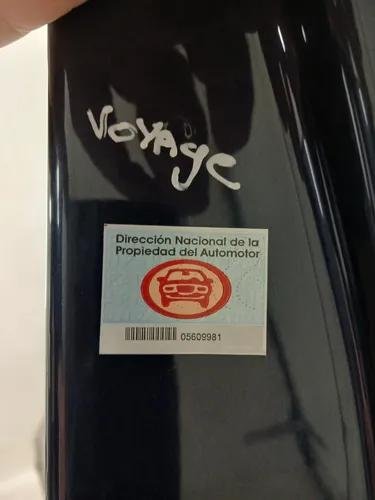 VOYAge
Dirección Nacional de la
Propiedad del Automotor
05609981